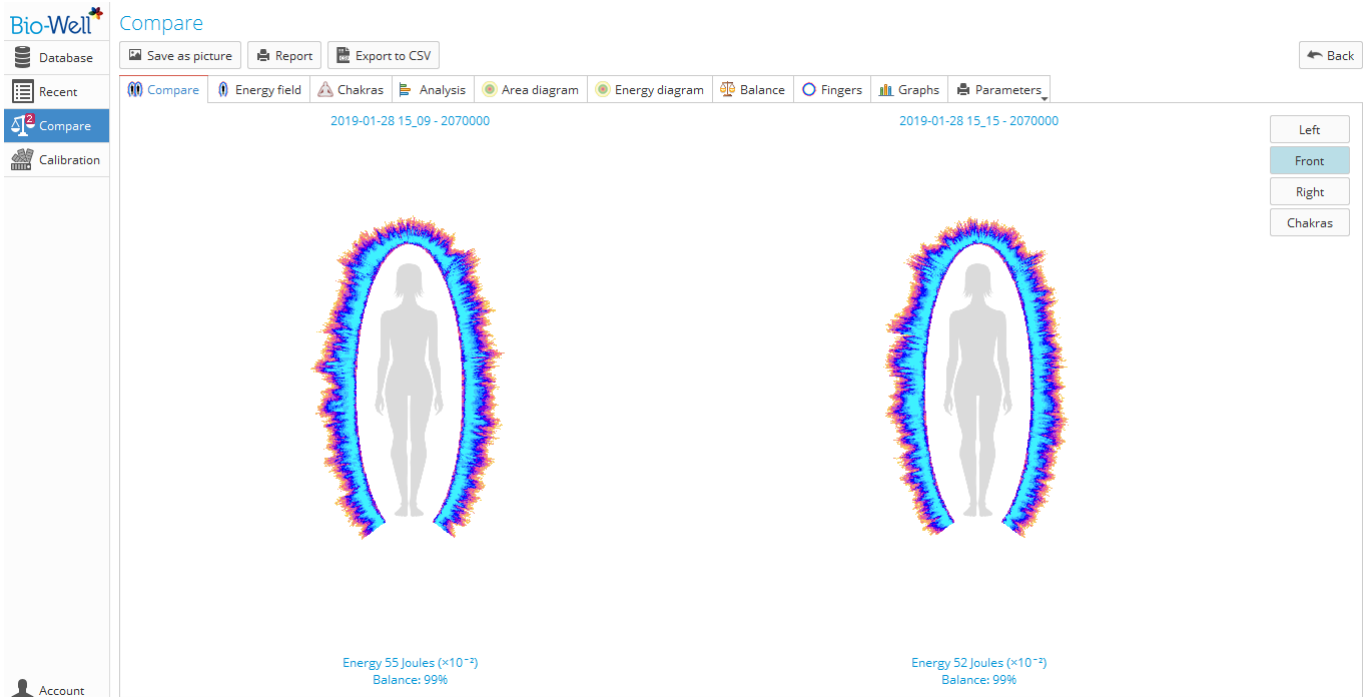 Bio-Well
Compare
Database
Save as picture
Report
Export to CSV
Back
Recent
Compare
Energy field
Chakras
Analysis
Area diagram
Energy diagram
Balance
Fingers
Graphs
Parameters
2
Compare
Calibration
2019-01-28 15_09 - 2070000
2019-01-28 15_15 - 2070000
Left
Front
Right
Chakras
Energy 55 Joules (×10⁻²)
Balance: 99%
Energy 52 Joules (×10⁻²)
Balance: 99%
Account